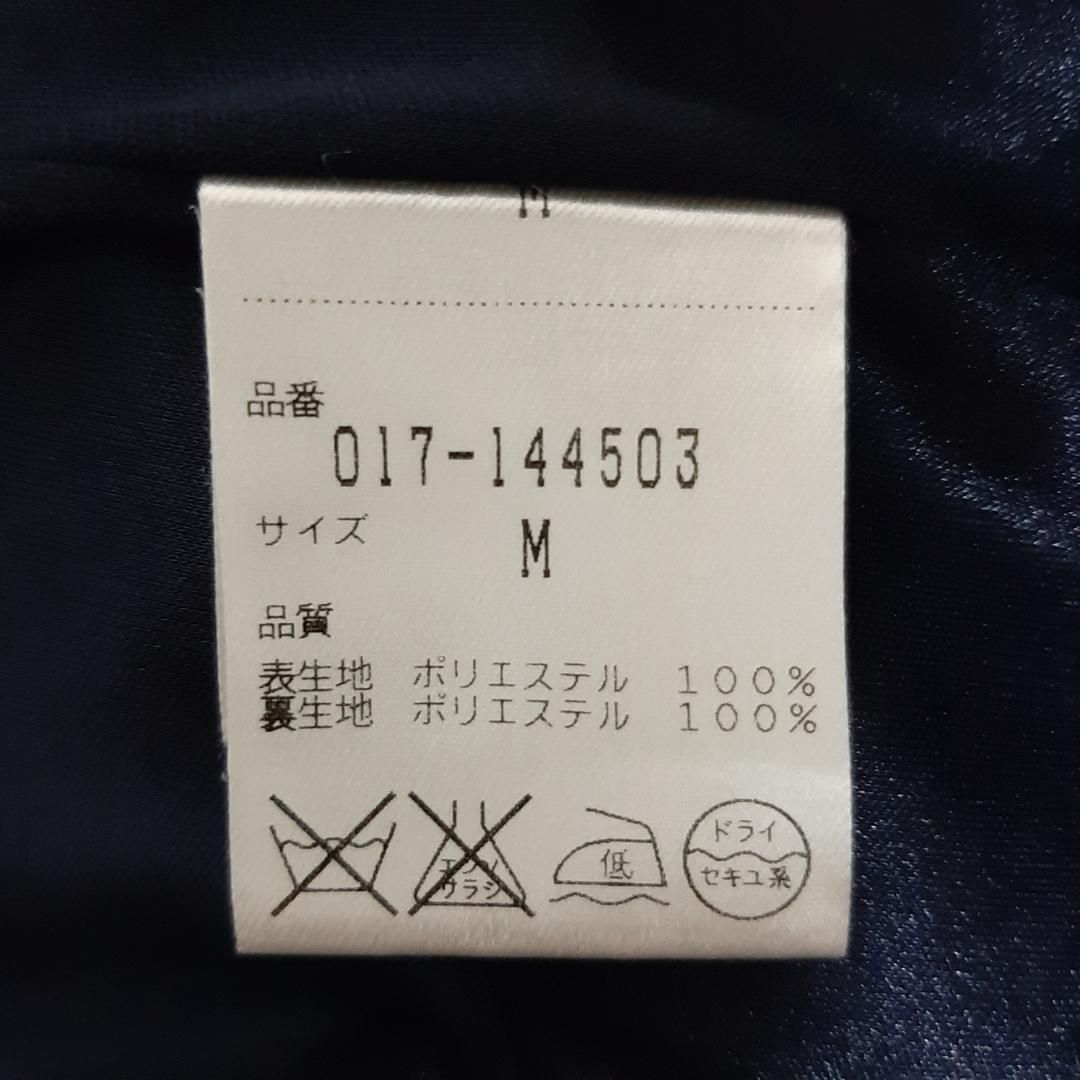 M
品番
017-144503
サイズ
M
品質
表生地 ポリエステル 100%
裏生地 ポリエステル 100%
エンソ
サラシ
低
ドライ
セキユ系